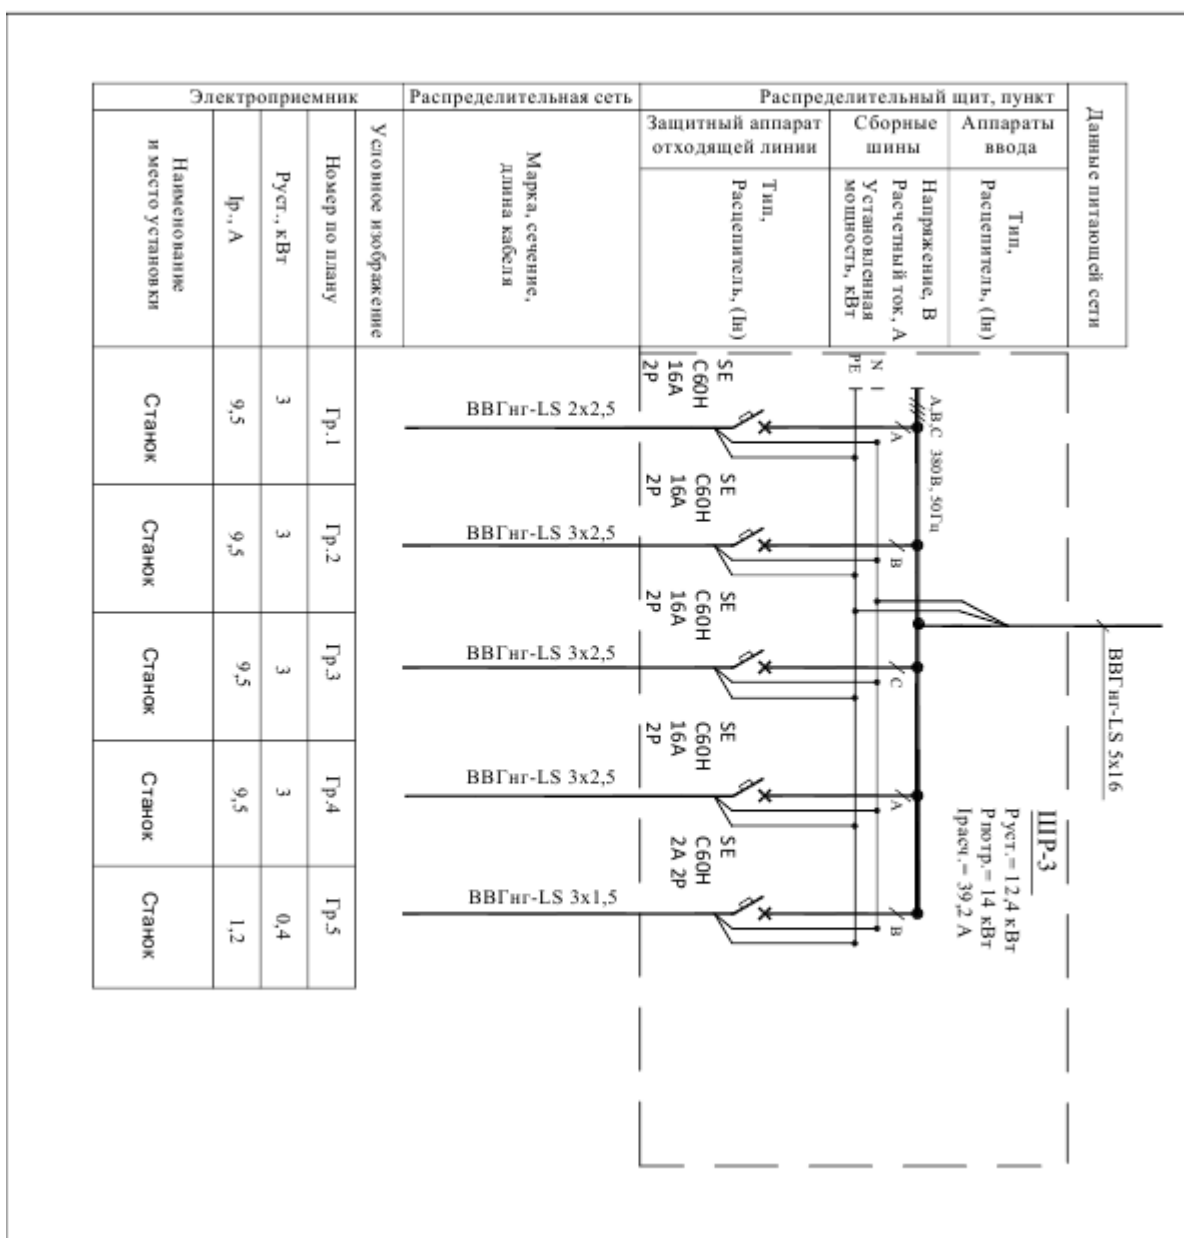 Электроприемник
Распределительная сеть
Распределительный щит, пункт
Данные питающей сети
Защитный аппарат
отходящей линии
Сборные
шины
Аппараты
ввода
Наименование
и место установки
Iр., А
Руст., кВт
Номер по плану
Условное изображение
Марка, сечение,
длина кабеля
Тип,
Расцепитель, (Iн)
Напряжение, В
Расчетный ток, А
Установленная
мощность, кВт
Тип,
Расцепитель, (Iн)
N
PE
A,B,C 380В, 50Гц
Станок
9,5
3
Гр.1
ВВГнг-LS 2х2,5
SE
C60H
16A
2P
A
Станок
9,5
3
Гр.2
ВВГнг-LS 3х2,5
SE
C60H
16A
2P
B
Станок
9,5
3
Гр.3
ВВГнг-LS 3х2,5
SE
C60H
16A
2P
C
Станок
9,5
3
Гр.4
ВВГнг-LS 3х2,5
SE
C60H
16A
2P
A
Станок
1,2
0,4
Гр.5
ВВГнг-LS 3х1,5
SE
C60H
2A 2P
B
ВВГнг-LS 5х16
ШР-3
Р уст.= 12,4 кВт
Р потр.= 14 кВт
Iрасч.= 39,2 А